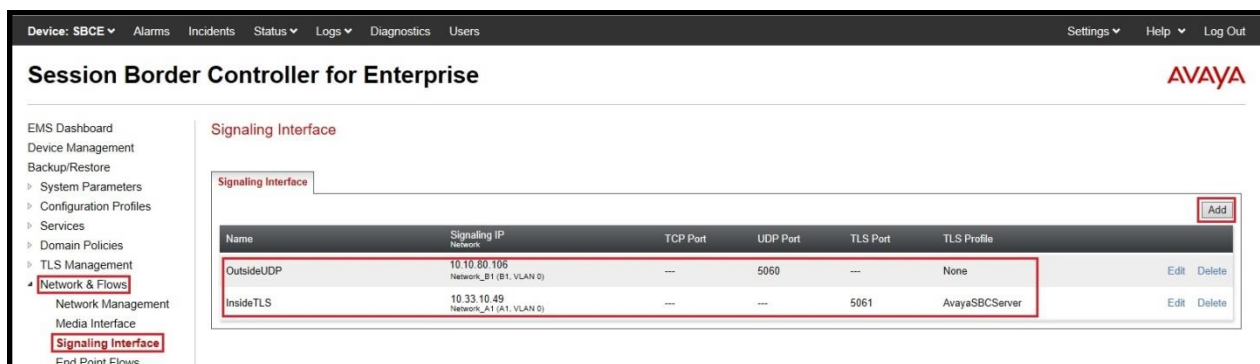 Device: SBCE Alarms Incidents Status Logs Diagnostics Users Settings Help Log Out
Session Border Controller for Enterprise
AVAYA
EMS Dashboard
Device Management
Backup/Restore
System Parameters
Configuration Profiles
Services
Domain Policies
TLS Management
Network & Flows
Network Management
Media Interface
Signaling Interface
End Point Flows
Signaling Interface
Signaling Interface
Add
Name Signaling IP Network TCP Port UDP Port TLS Port TLS Profile
OutsideUDP 10.10.80.106 --- 5060 --- None Edit Delete
Network_B1 (B1, VLAN 0)
InsideTLS 10.33.10.49 --- --- 5061 AvayaSBCServer Edit Delete
Network_A1 (A1, VLAN 0)